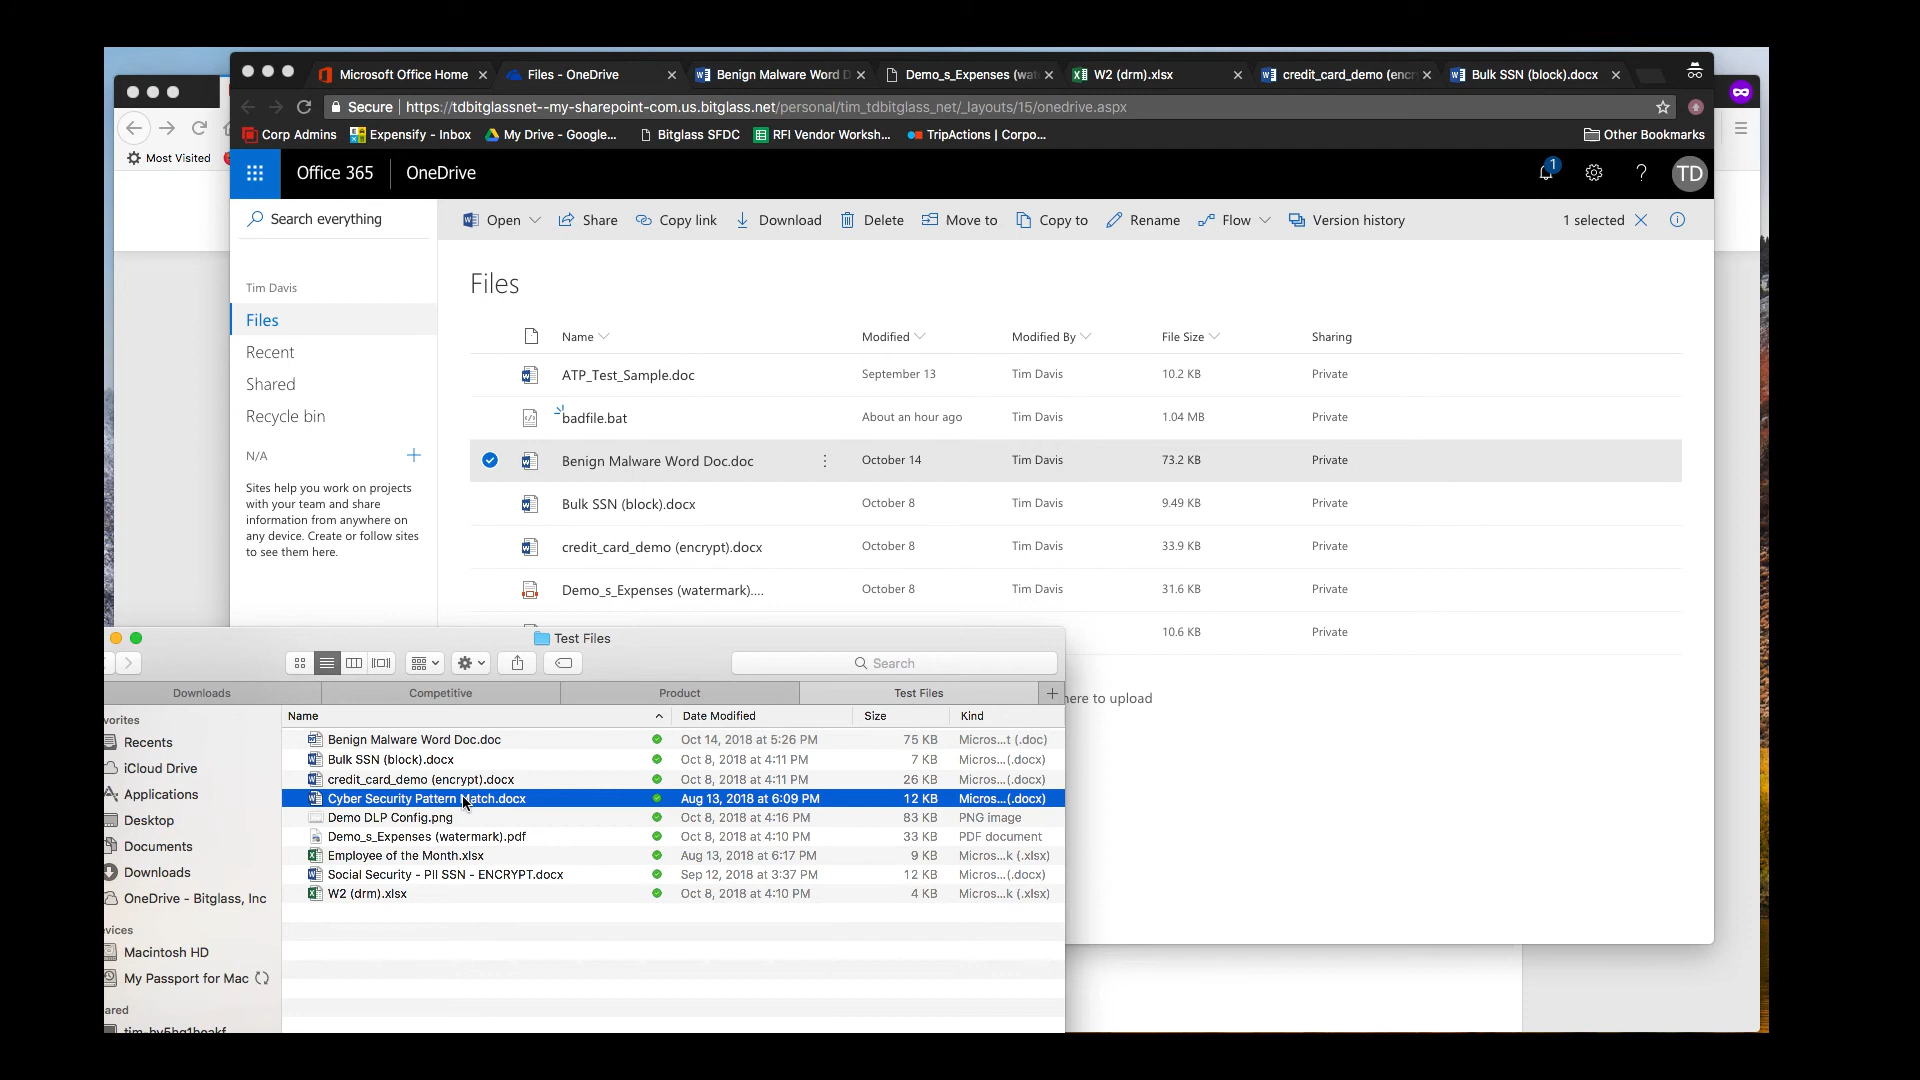 Microsoft Office Home
Files - OneDrive
Benign Malware Word D
Demo_s_Expenses (wat
W2 (drm).xlsx
credit_card_demo (encr
Bulk SSN (block).docx
Secure
https://tdbitglassnet--my-sharepoint-com.us.bitglass.net/personal/tim_tdbitglass_net/_layouts/15/onedrive.aspx
Corp Admins
Expensify - Inbox
My Drive - Google...
Bitglass SFDC
RFI Vendor Worksh...
TripActions | Corpo...
Other Bookmarks
Most Visited
Office 365
OneDrive
1
?
TD
Search everything
Open
Share
Copy link
Download
Delete
Move to
Copy to
Rename
Flow
Version history
1 selected
Tim Davis
Files
Recent
Shared
Recycle bin
N/A
Sites help you work on projects
with your team and share
information from anywhere on
any device. Create or follow sites
to see them here.
Files
Name Modified Modified By File Size Sharing
ATP_Test_Sample.doc September 13 Tim Davis 10.2 KB Private
badfile.bat About an hour ago Tim Davis 1.04 MB Private
Benign Malware Word Doc.doc October 14 Tim Davis 73.2 KB Private
Bulk SSN (block).docx October 8 Tim Davis 9.49 KB Private
credit_card_demo (encrypt).docx October 8 Tim Davis 33.9 KB Private
Demo_s_Expenses (watermark).... October 8 Tim Davis 31.6 KB Private
10.6 KB Private
here to upload
Test Files
Search
Downloads
Competitive
Product
Test Files
vorites
Recents
iCloud Drive
Applications
Desktop
Documents
Downloads
OneDrive - Bitglass, Inc
evices
Macintosh HD
My Passport for Mac
ared
Name Date Modified Size Kind
Benign Malware Word Doc.doc Oct 14, 2018 at 5:26 PM 75 KB Micros...t (.doc)
Bulk SSN (block).docx Oct 8, 2018 at 4:11 PM 7 KB Micros...(.docx)
credit_card_demo (encrypt).docx Oct 8, 2018 at 4:11 PM 26 KB Micros...(.docx)
Cyber Security Pattern Match.docx Aug 13, 2018 at 6:09 PM 12 KB Micros...(.docx)
Demo DLP Config.png Oct 8, 2018 at 4:16 PM 83 KB PNG image
Demo_s_Expenses (watermark).pdf Oct 8, 2018 at 4:10 PM 33 KB PDF document
Employee of the Month.xlsx Aug 13, 2018 at 6:17 PM 9 KB Micros...k (.xlsx)
Social Security - PII SSN - ENCRYPT.docx Sep 12, 2018 at 3:37 PM 12 KB Micros...(.docx)
W2 (drm).xlsx Oct 8, 2018 at 4:10 PM 4 KB Micros...k (.xlsx)